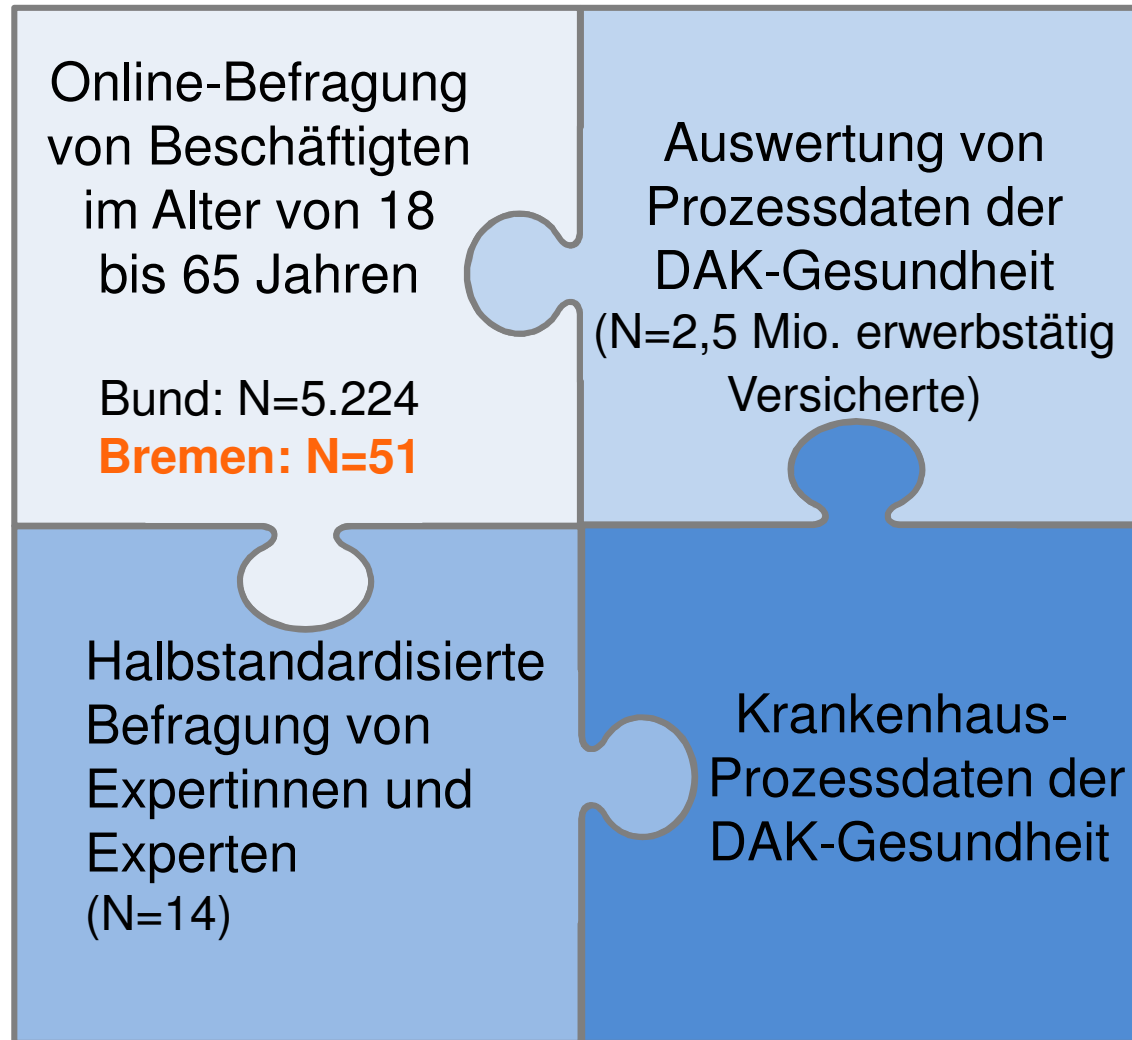 Online-Befragung
von Beschäftigten
im Alter von 18
bis 65 Jahren
Bund: N=5.224
Bremen: N=51
Auswertung von
Prozessdaten der
DAK-Gesundheit
(N=2,5 Mio. erwerbstätig
Versicherte)
Halbstandardisierte
Befragung von
Expertinnen und
Experten
(N=14)
Krankenhaus-
Prozessdaten der
DAK-Gesundheit